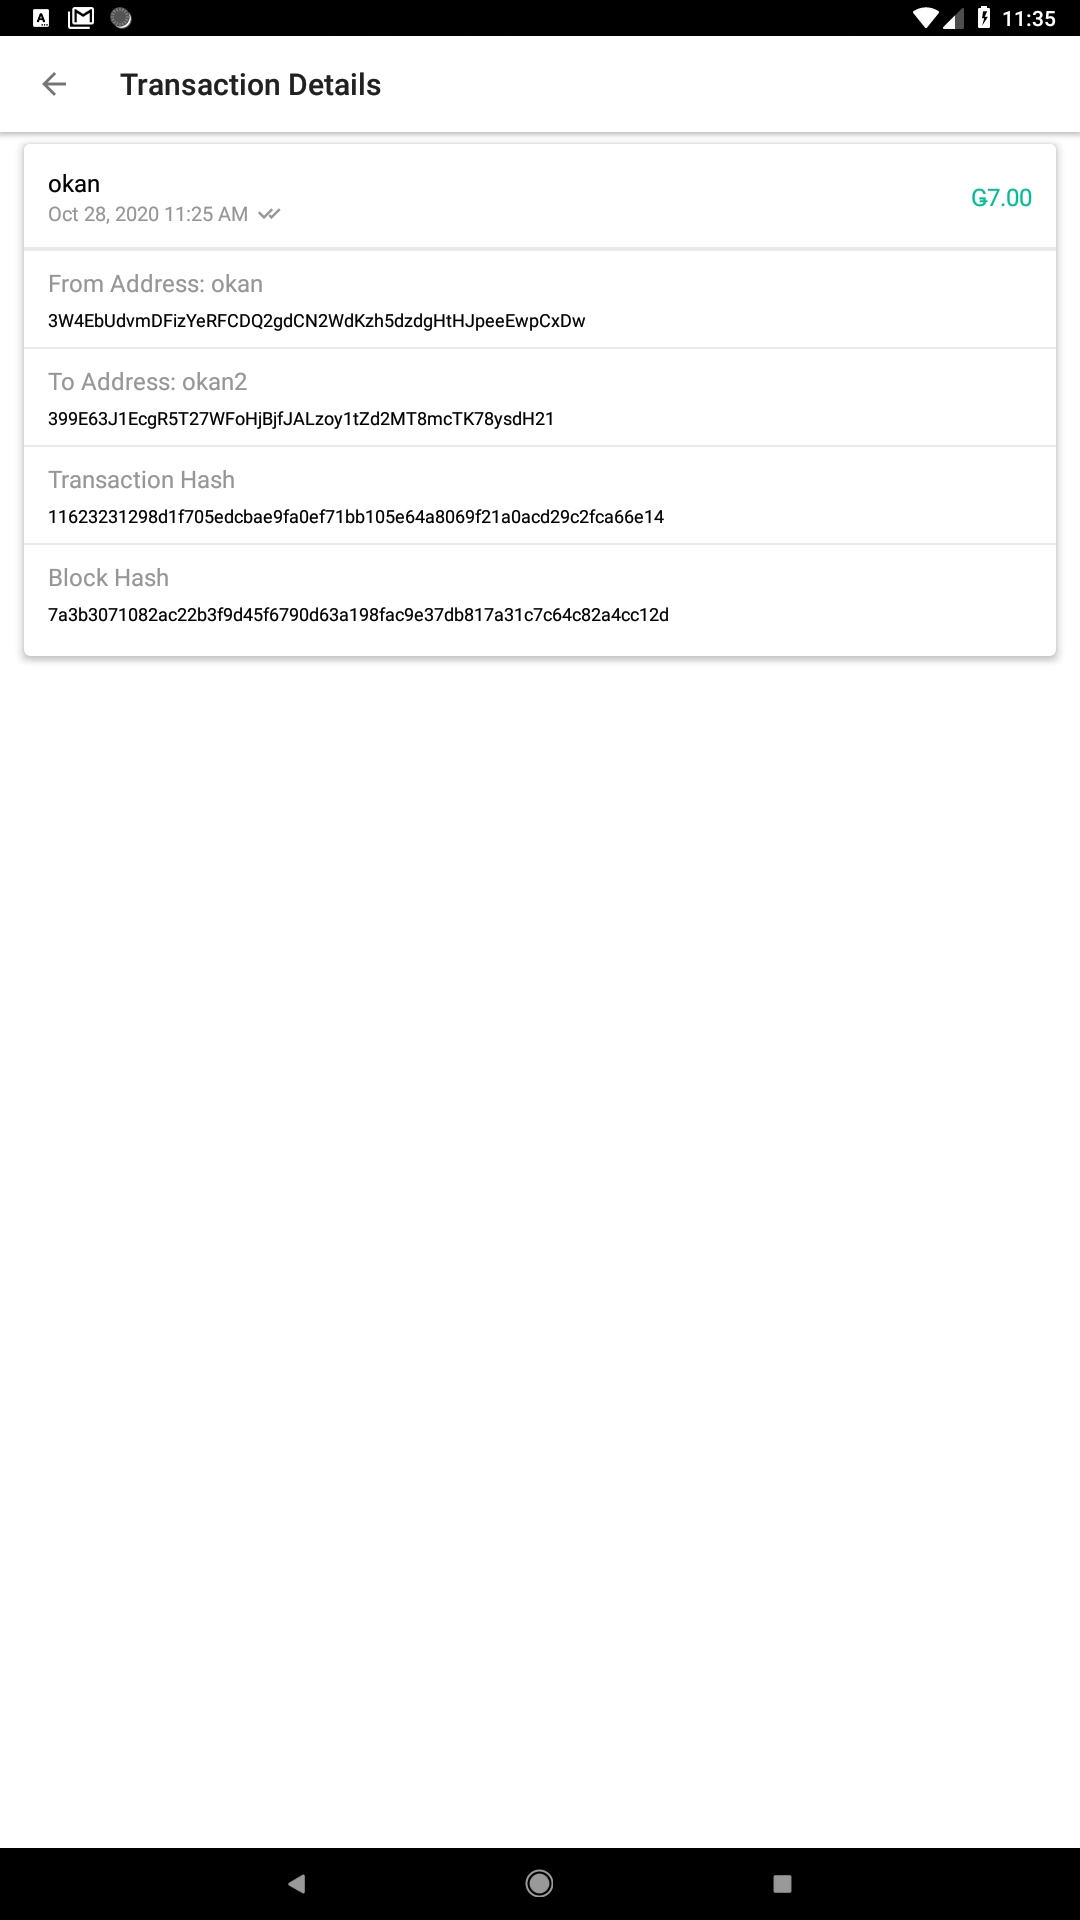 11:35
Transaction Details
okan
Oct 28, 2020 11:25 AM
Ǥ7.00
From Address: okan
3W4EbUdvmDFizYeRFCDQ2gdCN2WdKzh5dzdgHtHJpeeEwpCxDw
To Address: okan2
399E63J1EcgR5T27WFoHjBjfJALzoy1tZd2MT8mcTK78ysdH21
Transaction Hash
11623231298d1f705edcbae9fa0ef71bb105e64a8069f21a0acd29c2fca66e14
Block Hash
7a3b3071082ac22b3f9d45f6790d63a198fac9e37db817a31c7c64c82a4cc12d